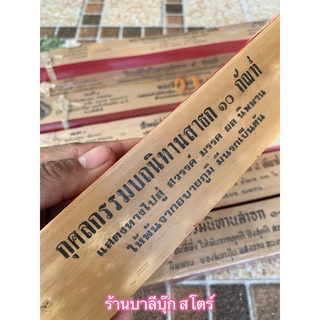 กุศลกรรมบถนิทานสาธก ๑๐ กัณฑ์
แสดงทางไปสู่ สวรรค์ มรรค ผล นิพพาน
ให้พ้นจากอบายภูมิ มีนรกเป็นต้น
ร้านบาลีบุ๊ก สโตร์